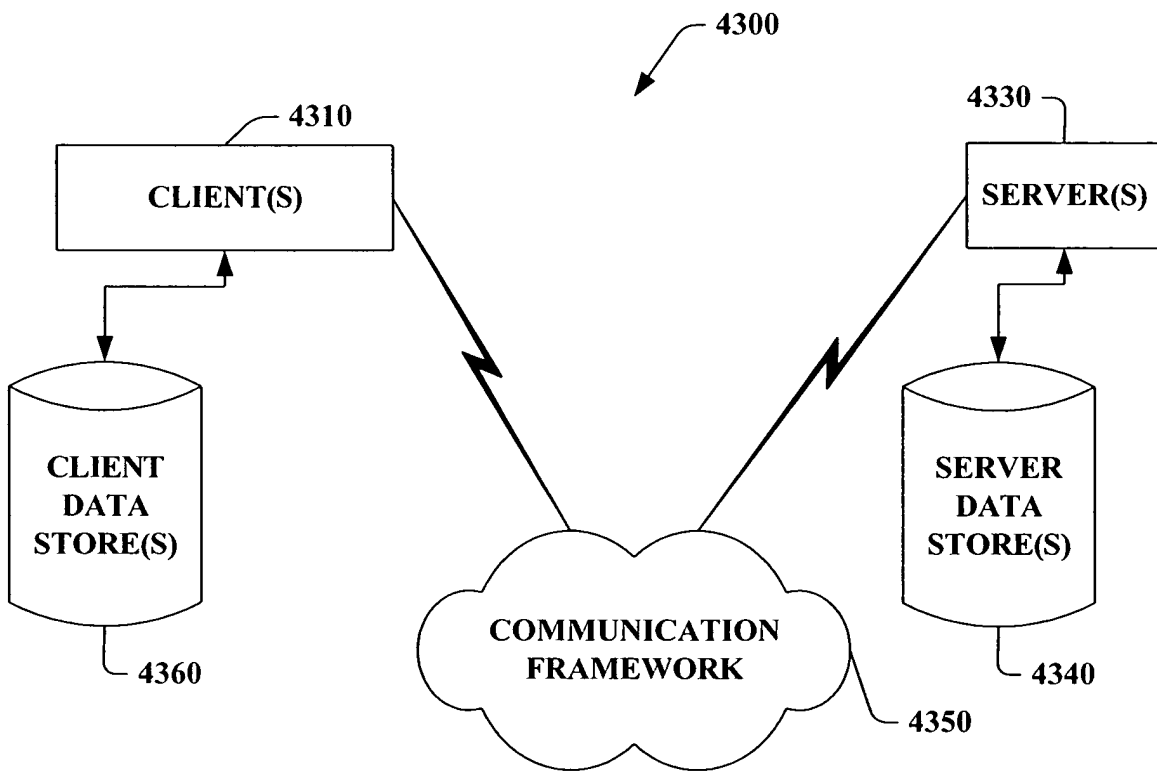 4300
4310
4330
CLIENT(S)
SERVER(S)
CLIENT
DATA
STORE(S)
SERVER
DATA
STORE(S)
COMMUNICATION
FRAMEWORK
4360
4340
4350